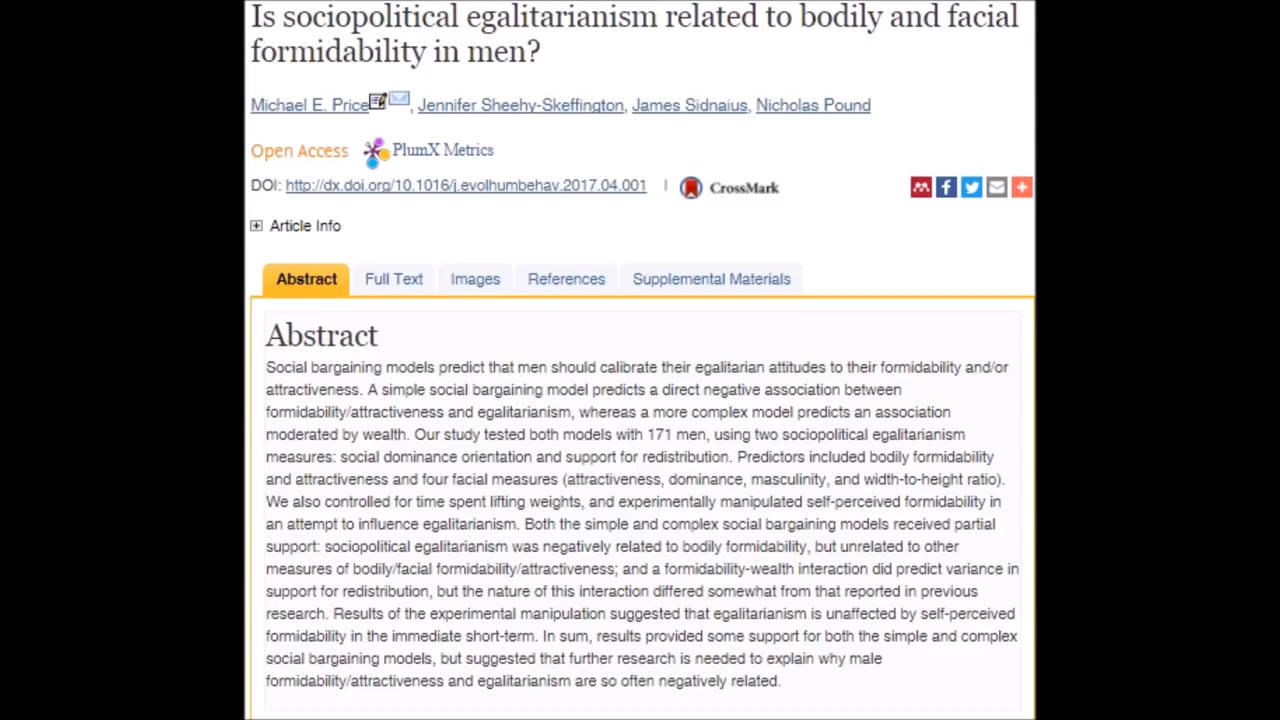 Is sociopolitical egalitarianism related to bodily and facial
formidability in men?
Michael E. Price, Jennifer Sheehy-Skeffington, James Sidnaius, Nicholas Pound
Open Access PlumX Metrics
DOI: http://dx.doi.org/10.1016/j.evolhumbehav.2017.04.001 | CrossMark
Article Info
Abstract Full Text Images References Supplemental Materials
Abstract
Social bargaining models predict that men should calibrate their egalitarian attitudes to their formidability and/or
attractiveness. A simple social bargaining model predicts a direct negative association between
formidability/attractiveness and egalitarianism, whereas a more complex model predicts an association
moderated by wealth. Our study tested both models with 171 men, using two sociopolitical egalitarianism
measures: social dominance orientation and support for redistribution. Predictors included bodily formidability
and attractiveness and four facial measures (attractiveness, dominance, masculinity, and width-to-height ratio).
We also controlled for time spent lifting weights, and experimentally manipulated self-perceived formidability in
an attempt to influence egalitarianism. Both the simple and complex social bargaining models received partial
support: sociopolitical egalitarianism was negatively related to bodily formidability, but unrelated to other
measures of bodily/facial formidability/attractiveness; and a formidability-wealth interaction did predict variance in
support for redistribution, but the nature of this interaction differed somewhat from that reported in previous
research. Results of the experimental manipulation suggested that egalitarianism is unaffected by self-perceived
formidability in the immediate short-term. In sum, results provided some support for both the simple and complex
social bargaining models, but suggested that further research is needed to explain why male
formidability/attractiveness and egalitarianism are so often negatively related.